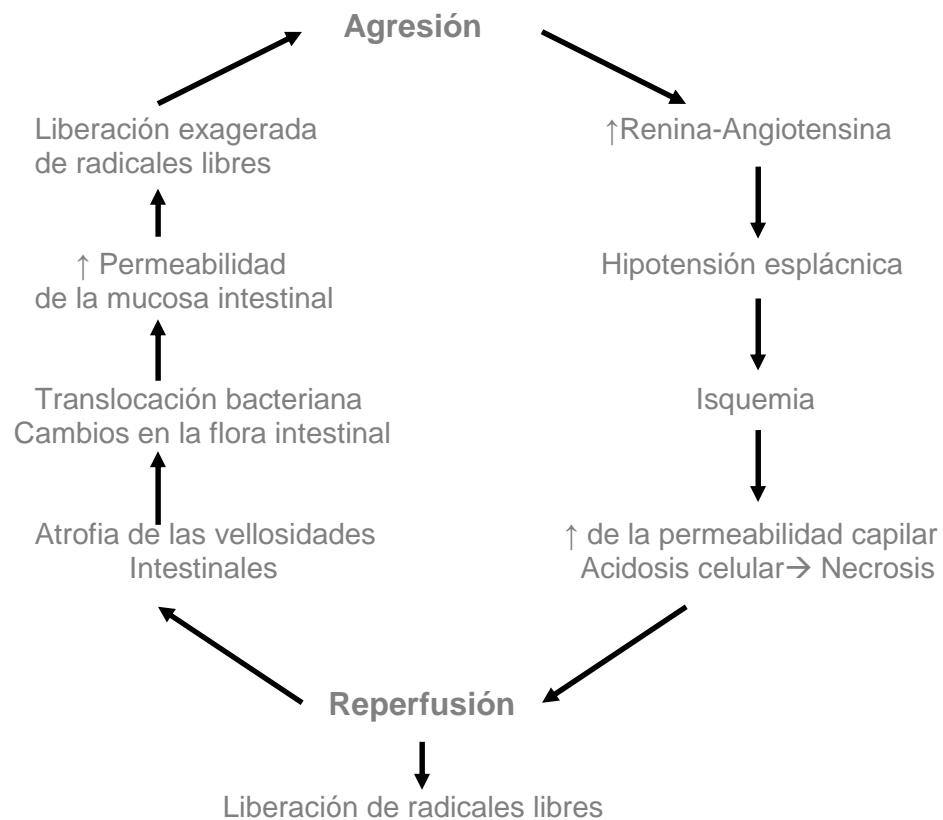 Agresión
↑Renina-Angiotensina
Hipotensión esplácnica
Isquemia
↑ de la permeabilidad capilar
Acidosis celular→ Necrosis
Reperfusión
Liberación de radicales libres
Atrofia de las vellosidades
Intestinales
Translocación bacteriana
Cambios en la flora intestinal
↑ Permeabilidad
de la mucosa intestinal
Liberación exagerada
de radicales libres